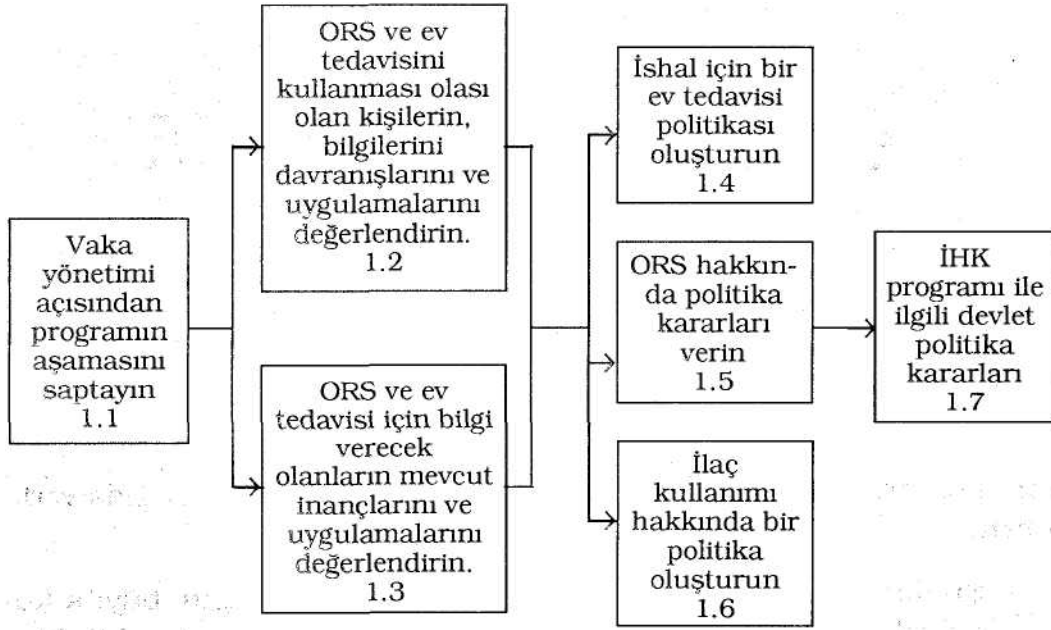 Vaka
yönetimi
açısından
programın
aşamasını
saptayın
1.1
ORS ve ev
tedavisini
kullanması olası
olan kişilerin,
bilgilerini
davranışlarını ve
uygulamalarını
değerlendirin.
1.2
ORS ve ev
tedavisi için bilgi
verecek
olanların mevcut
inançlarını ve
uygulamalarını
değerlendirin.
1.3
İshal için bir
ev tedavisi
politikası
oluşturun
1.4
ORS hakkın-
da politika
kararları
verin
1.5
İlaç
kullanımı
hakkında bir
politika
oluşturun
1.6
İHK
programı ile
ilgili devlet
politika
kararları
1.7